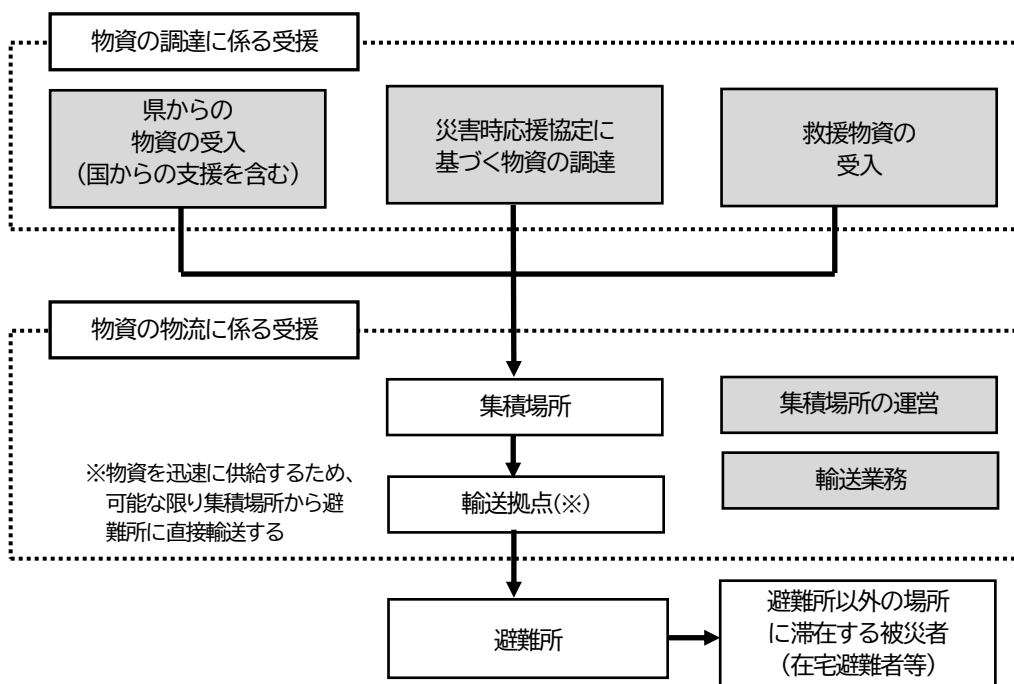 物資の調達に係る受援
県からの
物資の受入
（国からの支援を含む）
災害時応援協定に
基づく物資の調達
救援物資の
受入
物資の物流に係る受援
集積場所
集積場所の運営
※物資を迅速に供給するため、
可能な限り集積場所から避
難所に直接輸送する
輸送拠点(※)
輸送業務
避難所
避難所以外の場所
に滞在する被災者
（在宅避難者等）